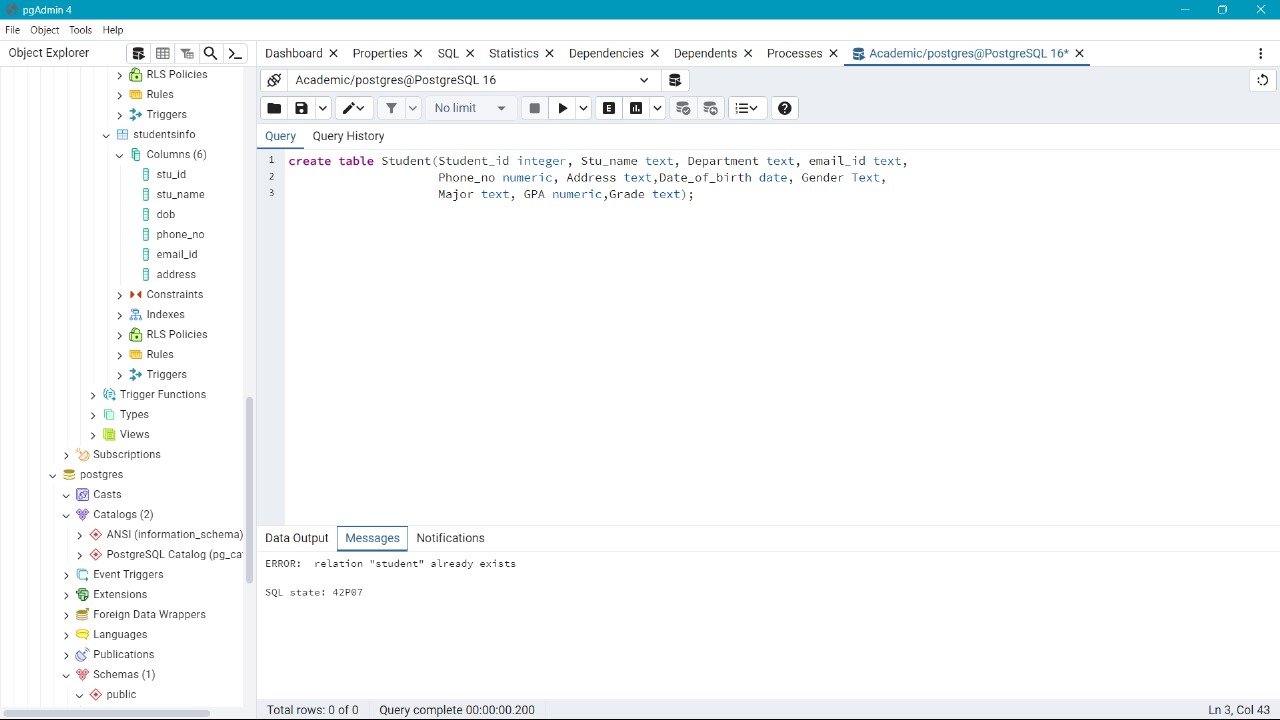 pgAdmin 4
File Object Tools Help
Object Explorer
Dashboard Properties SQL Statistics Dependencies Dependents Processes Academic/postgres@PostgreSQL 16*
Academic/postgres@PostgreSQL 16
No limit
E
Query Query History
1 create table Student(Student_id integer, Stu_name text, Department text, email_id text,
2 Phone_no numeric, Address text,Date_of_birth date, Gender Text,
3 Major text, GPA numeric,Grade text);
RLS Policies
Rules
Triggers
studentsinfo
Columns (6)
stu_id
stu_name
dob
phone_no
email_id
address
Constraints
Indexes
RLS Policies
Rules
Triggers
Trigger Functions
Types
Views
Subscriptions
postgres
Casts
Catalogs (2)
ANSI (information_schema)
PostgreSQL Catalog (pg_ca
Event Triggers
Extensions
Foreign Data Wrappers
Languages
Publications
Schemas (1)
public
Data Output Messages Notifications
ERROR: relation "student" already exists
SQL state: 42P07
Total rows: 0 of 0 Query complete 00:00:00.200 Ln 3, Col 43